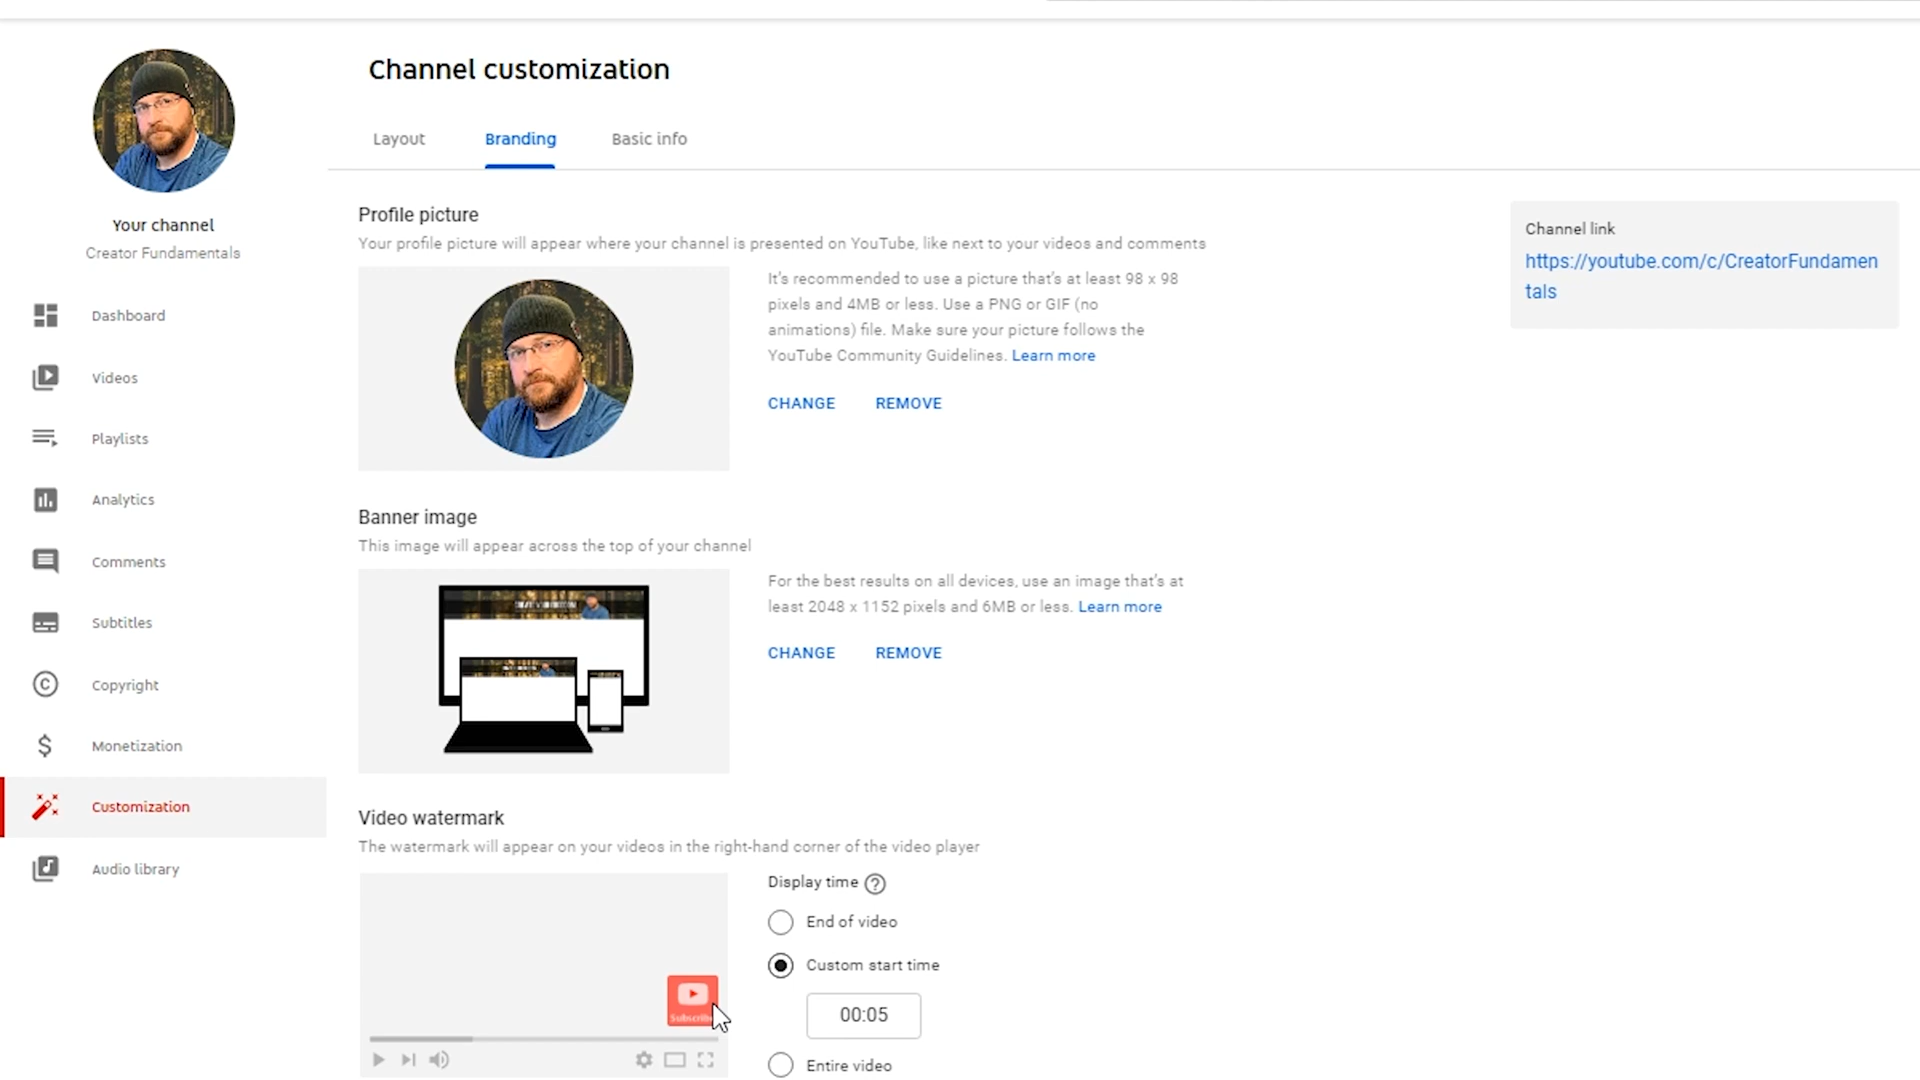 Channel customization
Layout
Branding
Basic info
Your channel
Creator Fundamentals
Dashboard
Videos
Playlists
Analytics
Comments
Subtitles
Copyright
Monetization
Customization
Audio library
Profile picture
Your profile picture will appear where your channel is presented on YouTube, like next to your videos and comments
It's recommended to use a picture that's at least 98 x 98
pixels and 4MB or less. Use a PNG or GIF (no
animations) file. Make sure your picture follows the
YouTube Community Guidelines. Learn more
CHANGE
REMOVE
Channel link
https://youtube.com/c/CreatorFundamen
tals
Banner image
This image will appear across the top of your channel
For the best results on all devices, use an image that's at
least 2048 x 1152 pixels and 6MB or less. Learn more
CHANGE
REMOVE
Video watermark
The watermark will appear on your videos in the right-hand corner of the video player
Display time
End of video
Custom start time
00:05
Entire video